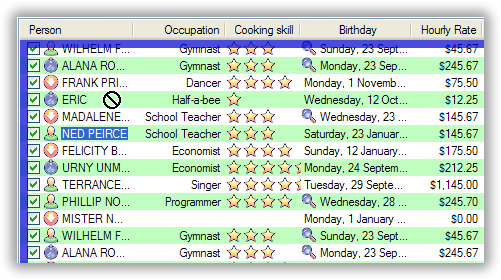 Person Occupation Cooking skill Birthday Hourly Rate
WILHELM F... Gymnast Sunday, 23 Sept... $45.67
ALANA RO... Gymnast Monday, 23 Sep... $245.67
FRANK PRI... Dancer Monday, 1 Novemb... $75.50
ERIC Half-a-bee Wednesday, 12 Oct... $12.25
MADALENE... School Teacher Wednesday, 23 ... $145.67
NED PEIRCE School Teacher Saturday, 23 Januar... $145.67
FELICITY B... Economist Sunday, 12 January... $175.00
URNY UNM... Economist Monday, 24 Septem... $212.25
TERRANCE... Singer Tuesday, 29 Septe... $1,145.00
PHILLIP NO... Programmer Wednesday, 28 ... $245.70
MISTER N... Monday, 1 January ... $0.00
WILHELM F... Gymnast Sunday, 23 Sept... $45.67
ALANA RO... Gymnast Monday, 23 Sep... $245.67